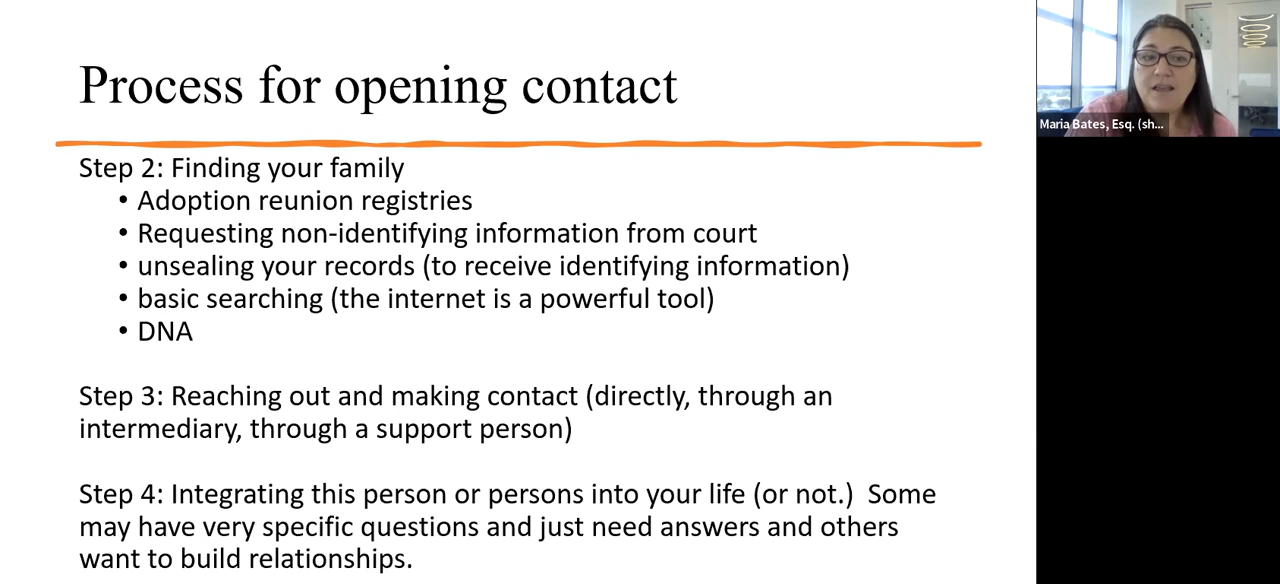 Process for opening contact
Step 2: Finding your family
• Adoption reunion registries
• Requesting non-identifying information from court
• unsealing your records (to receive identifying information)
• basic searching (the internet is a powerful tool)
• DNA
Step 3: Reaching out and making contact (directly, through an
intermediary, through a support person)
Step 4: Integrating this person or persons into your life (or not.)  Some
may have very specific questions and just need answers and others
want to build relationships.
Maria Bates, Esq. (sh...